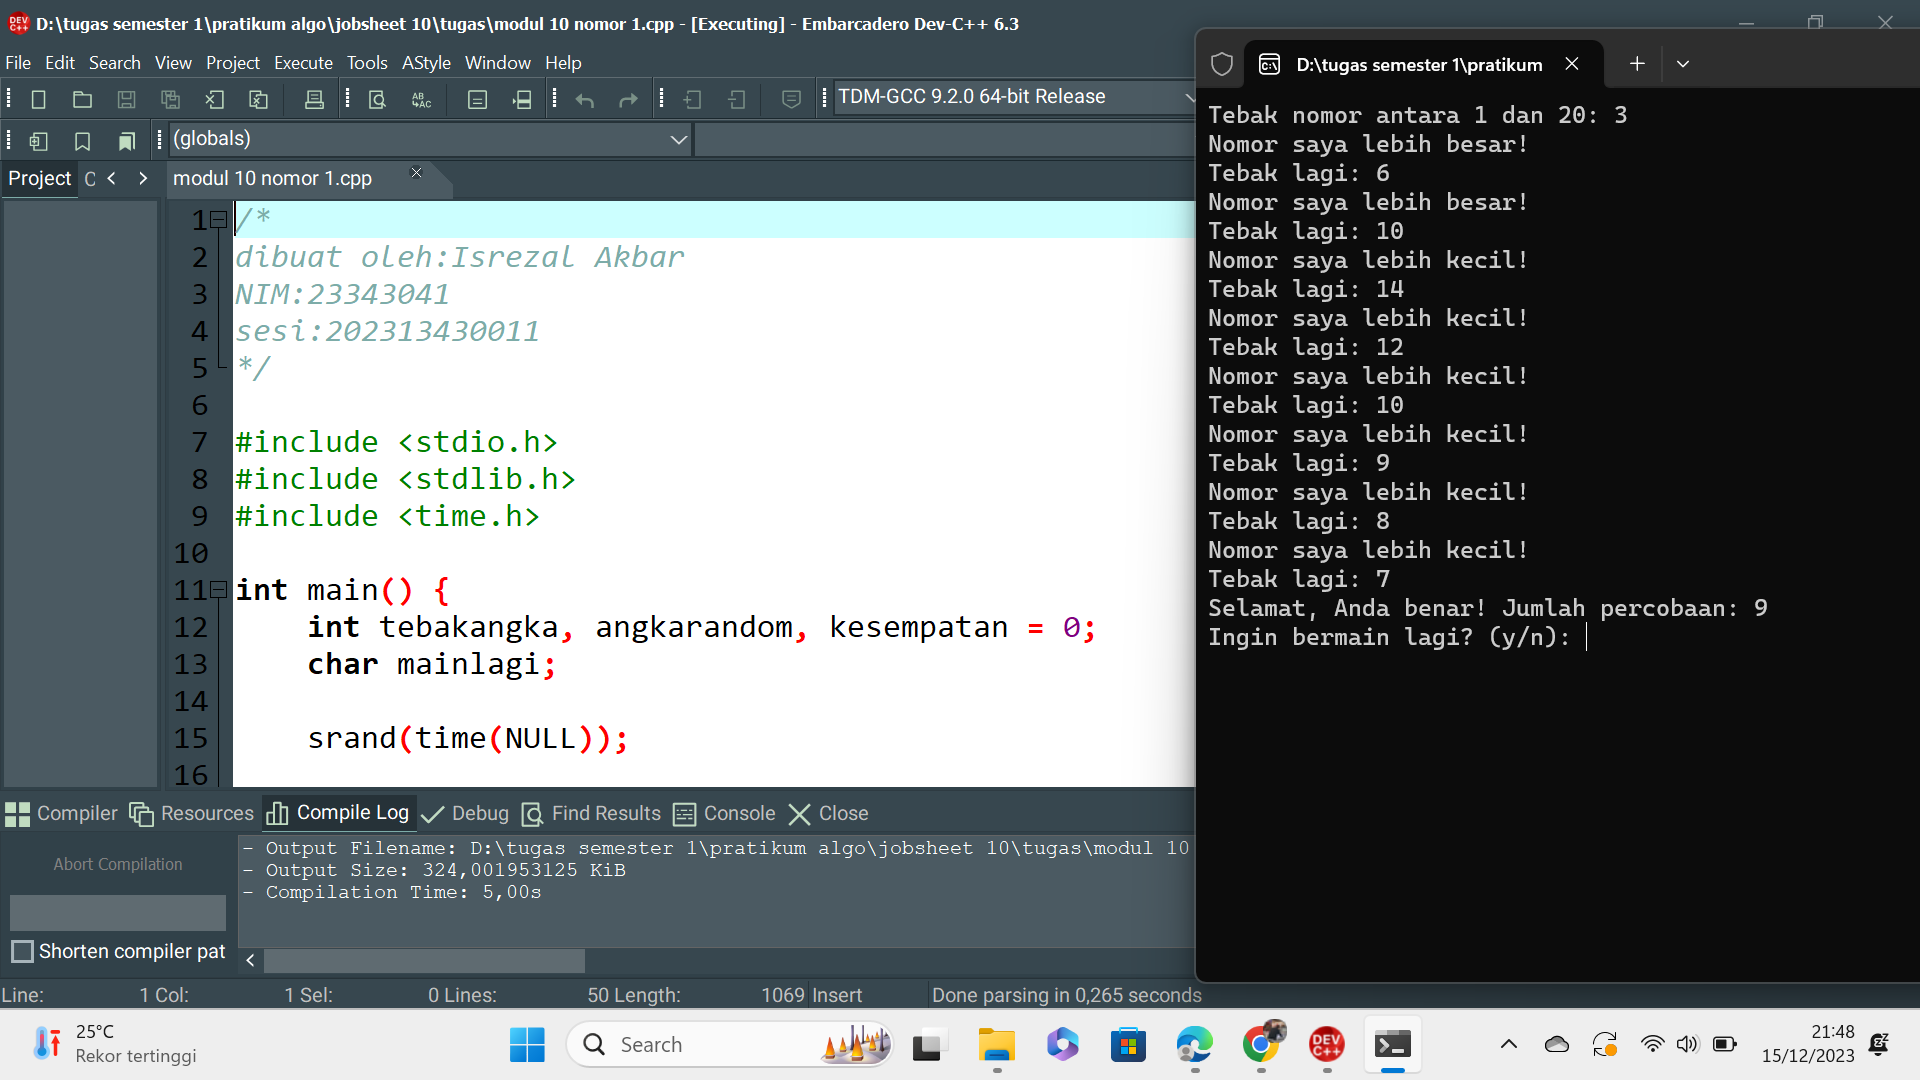 D:\tugas semester 1\pratikum algo\jobsheet 10\tugas\modul 10 nomor 1.cpp - [Executing] - Embarcadero Dev-C++ 6.3
File Edit Search View Project Execute Tools AStyle Window Help
TDM-GCC 9.2.0 64-bit Release
(globals)
Project
modul 10 nomor 1.cpp
1 /*
2 dibuat oleh:Isrezal Akbar
3 NIM:23343041
4 sesi:202313430011
5 */
6
7 #include <stdio.h>
8 #include <stdlib.h>
9 #include <time.h>
10
11 int main() {
12 int tebakangka, angkarandom, kesempatan = 0;
13 char mainlagi;
14
15 srand(time(NULL));
16
Compiler Resources Compile Log Debug Find Results Console Close
Abort Compilation
Shorten compiler pat
- Output Filename: D:\tugas semester 1\pratikum algo\jobsheet 10\tugas\modul 10
- Output Size: 324,001953125 KiB
- Compilation Time: 5,00s
Line: 1 Col: 1 Sel: 0 Lines: 50 Length: 1069 Insert Done parsing in 0,265 seconds
D:\tugas semester 1\pratikum
Tebak nomor antara 1 dan 20: 3
Nomor saya lebih besar!
Tebak lagi: 6
Nomor saya lebih besar!
Tebak lagi: 10
Nomor saya lebih kecil!
Tebak lagi: 14
Nomor saya lebih kecil!
Tebak lagi: 12
Nomor saya lebih kecil!
Tebak lagi: 10
Nomor saya lebih kecil!
Tebak lagi: 9
Nomor saya lebih kecil!
Tebak lagi: 8
Nomor saya lebih kecil!
Tebak lagi: 7
Selamat, Anda benar! Jumlah percobaan: 9
Ingin bermain lagi? (y/n):
25°C
Rekor tertinggi
Search
DEV C++
21:48
15/12/2023